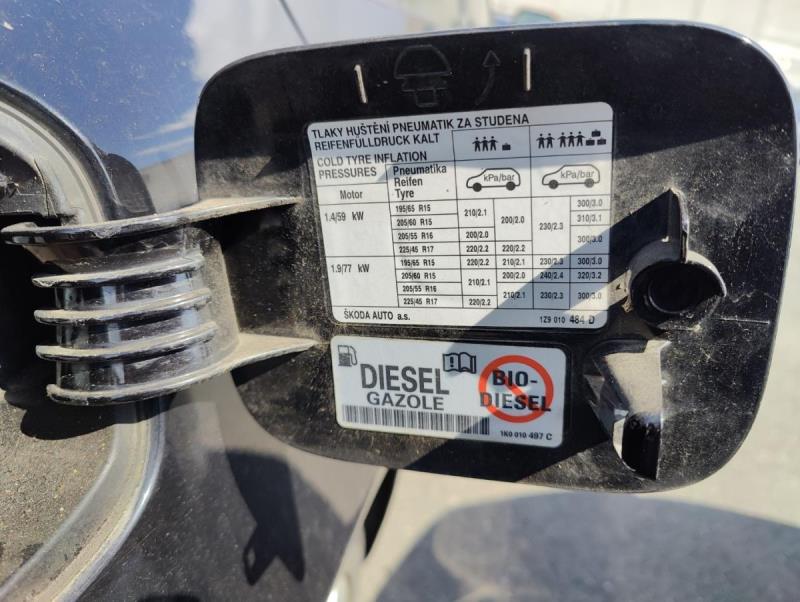 TLAKY HUŠTĚNÍ PNEUMATIK ZA STUDENA
REIFENFÜLLDRUCK KALT
COLD TYRE INFLATION
PRESSURES
Pneumatika
Reifen
Tyre
kPa/bar kPa/bar
Motor
1.4/59 kW
195/65 R15 210/2.1 200/2.0 230/2.3 300/3.0
205/60 R15 310/3.1
205/55 R16 200/2.0 300/3.0
225/45 R17 220/2.2 220/2.2
1.9/77 kW
195/65 R15 220/2.2 210/2.1 230/2.3 300/3.0
205/60 R15 210/2.1 200/2.0 240/2.4 320/3.2
205/55 R16 210/2.1 230/2.3 300/3.0
225/45 R17 220/2.2
ŠKODA AUTO a.s. 1Z9 010 484 D
DIESEL
GAZOLE
BIO-
DIESEL
1K0 010 497 C